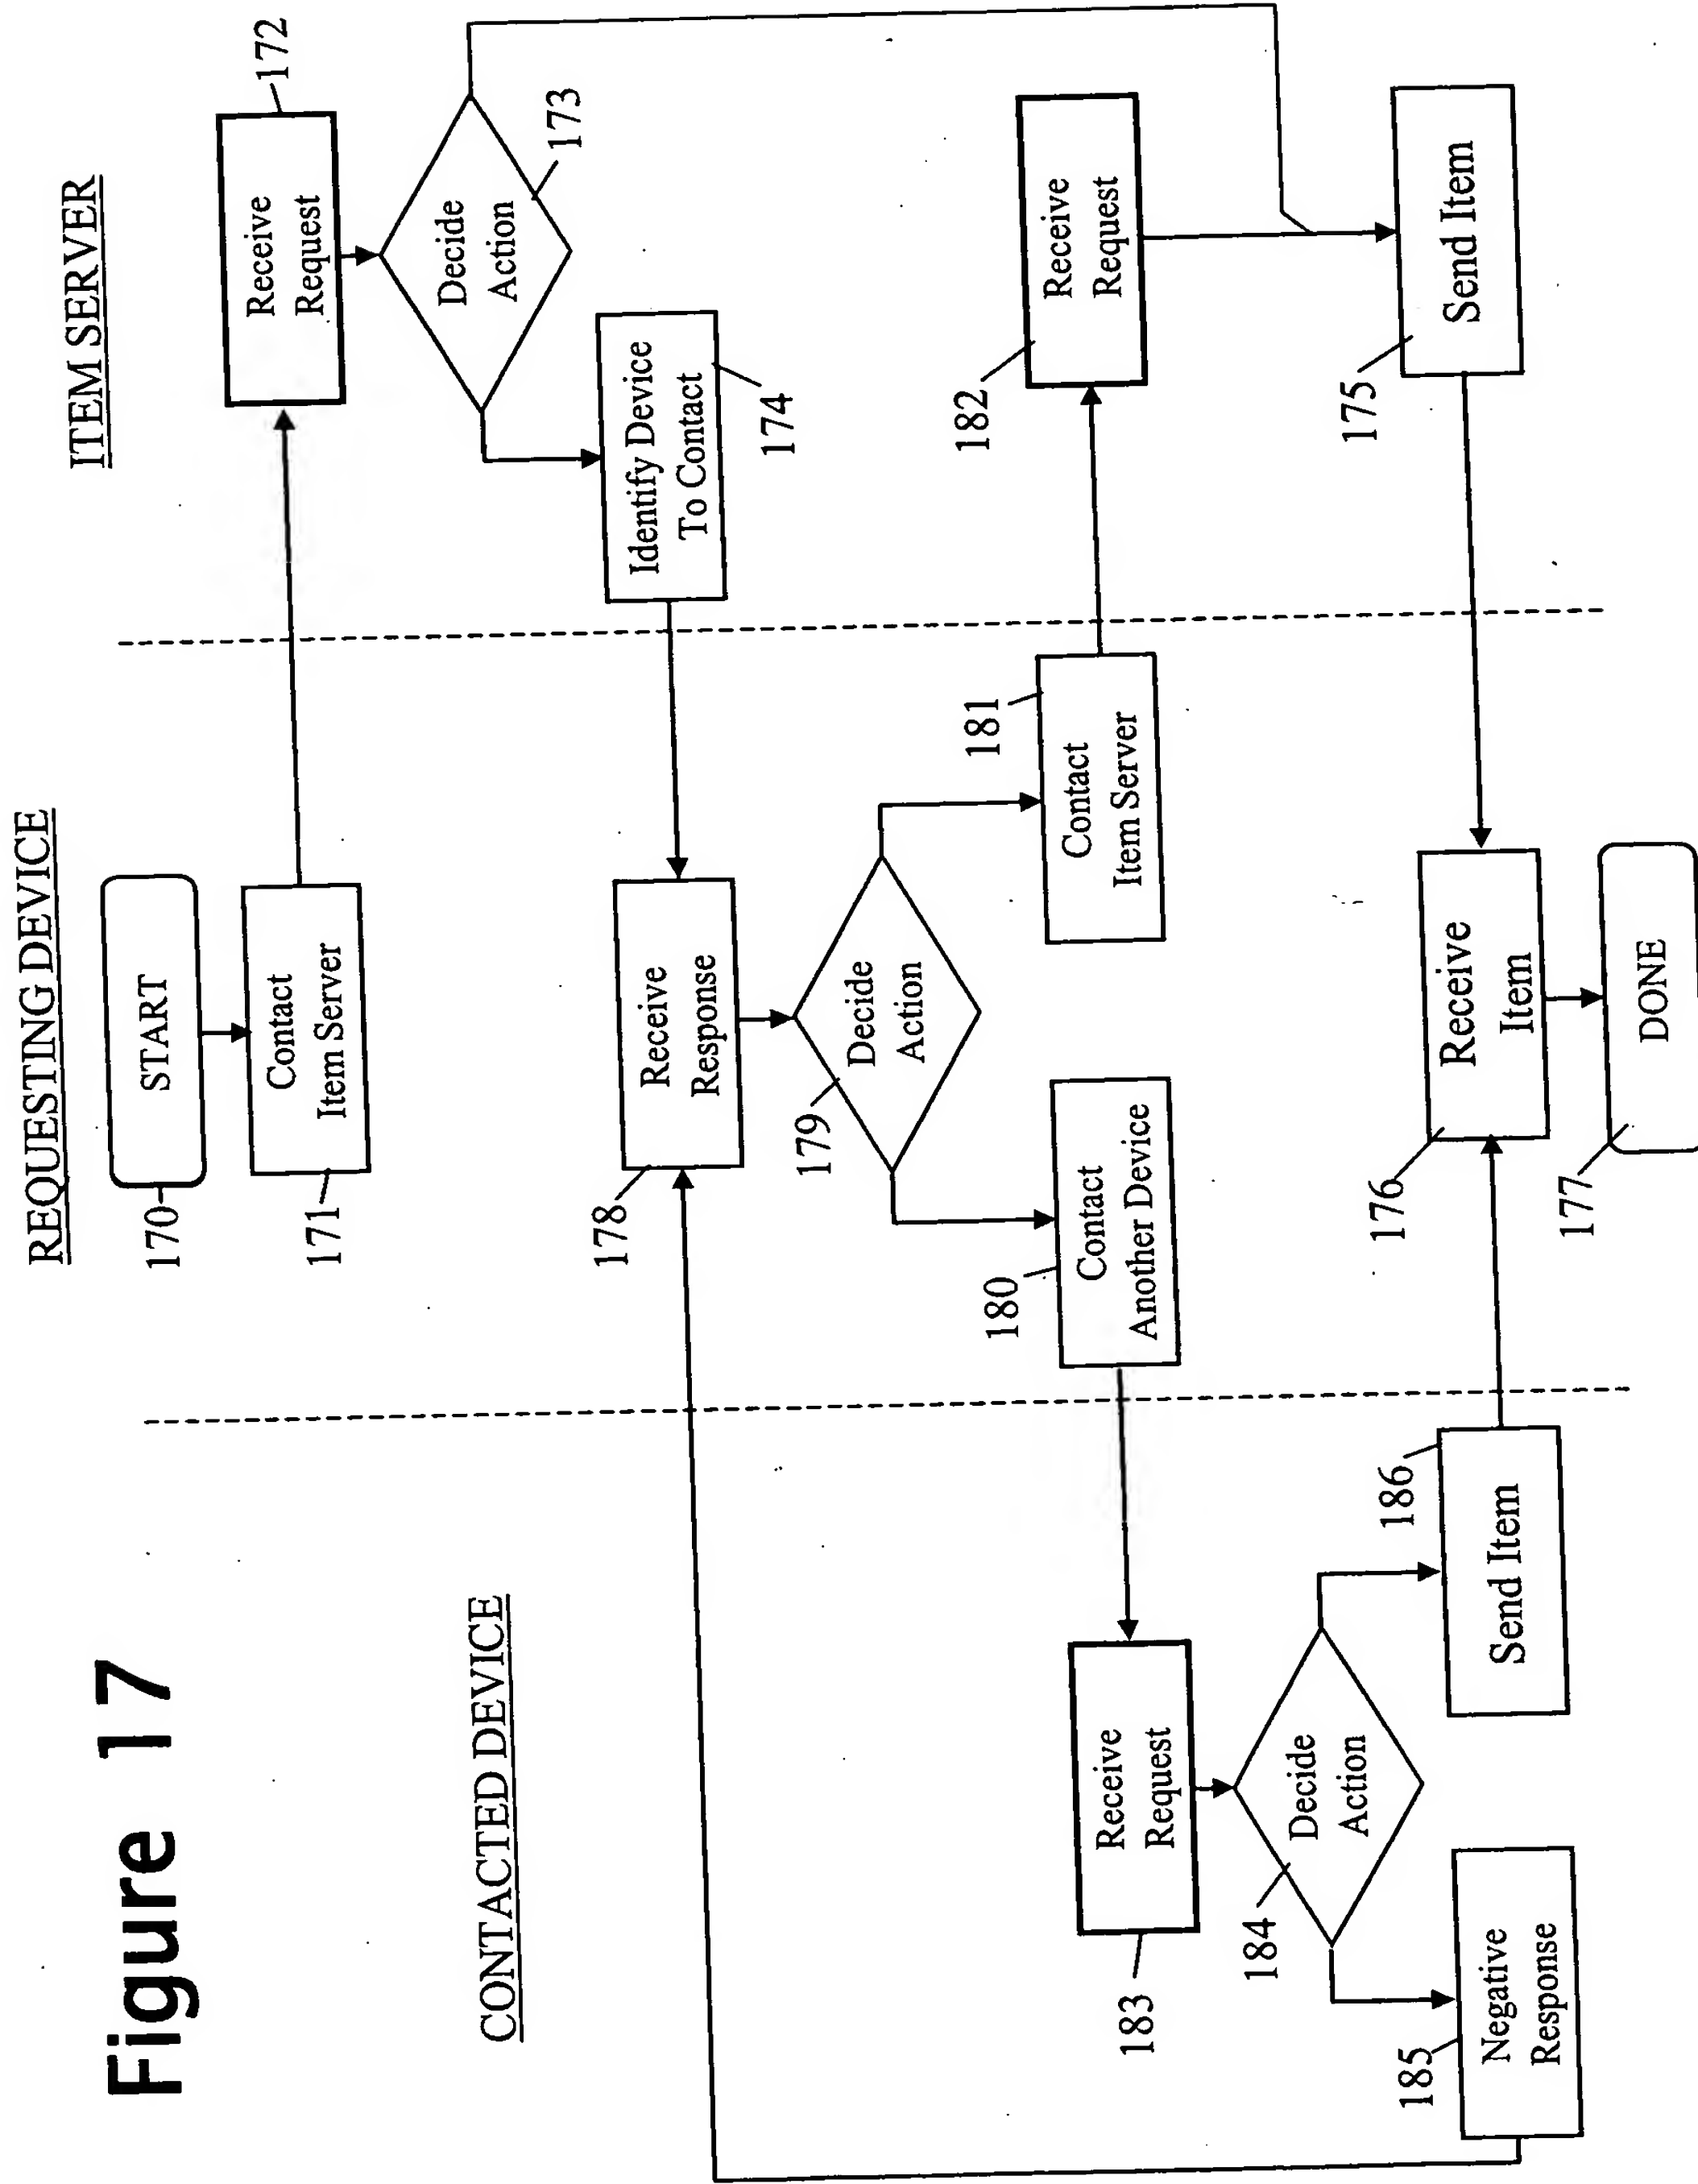 Figure 17
CONTACTED DEVICE
REQUESTING DEVICE
ITEM SERVER
START
170
Contact
Item Server
171
Receive
Request
172
Decide
Action
173
Identify Device
To Contact
174
Receive
Response
178
Decide
Action
179
Contact
Another Device
180
Contact
Item Server
181
Receive
Request
182
Receive
Request
183
Decide
Action
184
Negative
Response
185
Send Item
186
Send Item
175
Receive
Item
176
DONE
177